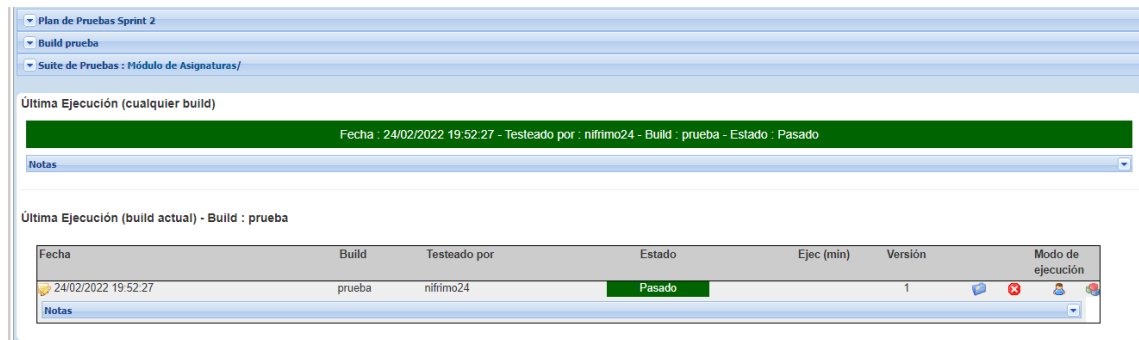 Plan de Pruebas Sprint 2
Build prueba
Suite de Pruebas : Módulo de Asignaturas/
Última Ejecución (cualquier build)
Fecha : 24/02/2022 19:52:27 - Testeado por : nifrimo24 - Build : prueba - Estado : Pasado
Notas
Última Ejecución (build actual) - Build : prueba
Fecha Build Testeado por Estado Ejec (min) Versión Modo de ejecución
24/02/2022 19:52:27 prueba nifrimo24 Pasado 1
Notas